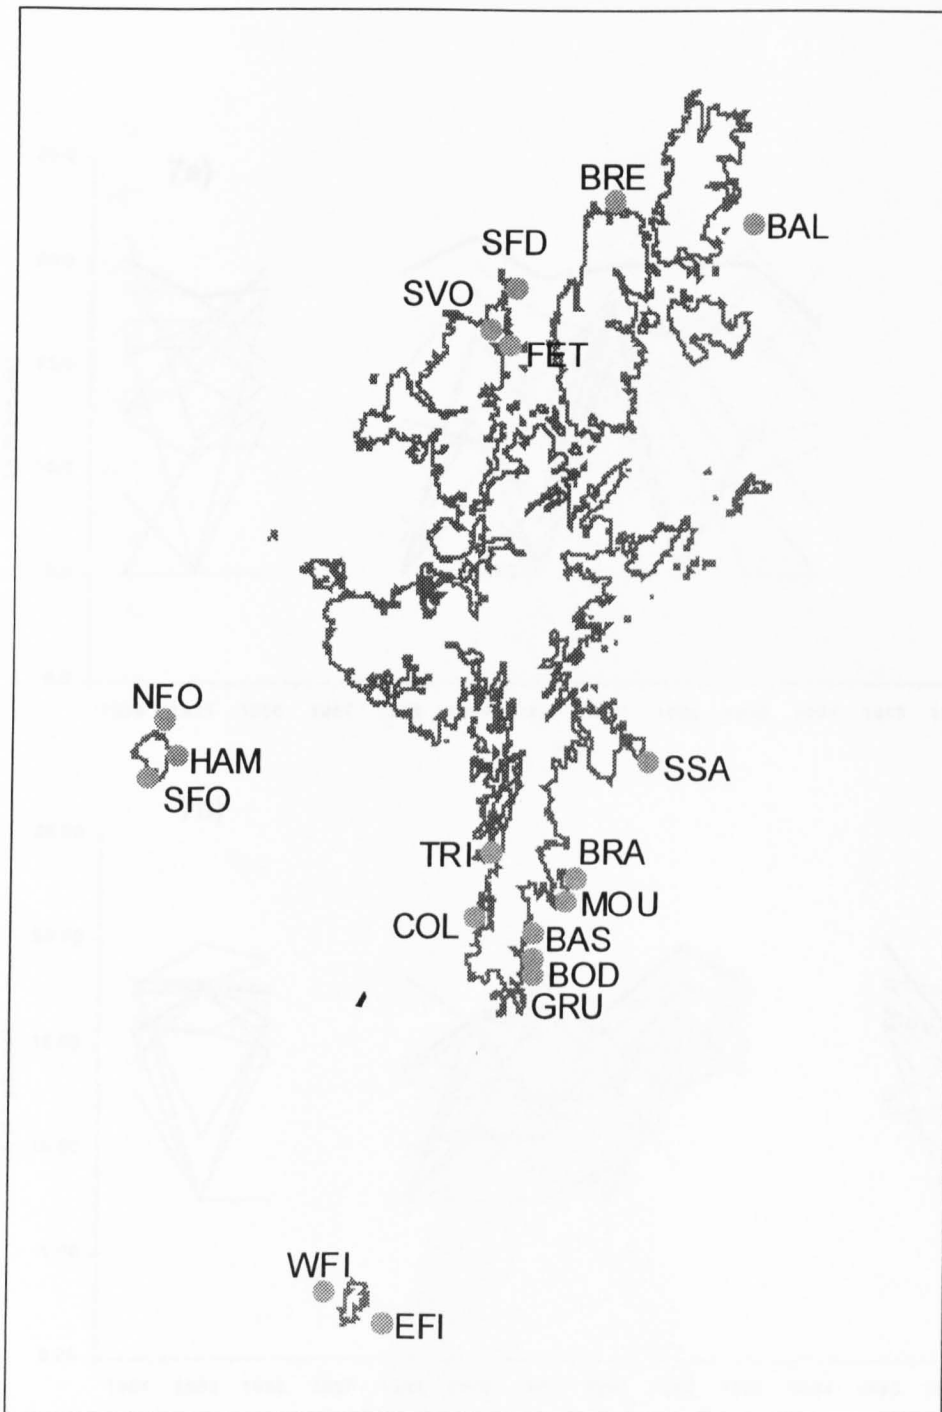 BRE
BAL
SFD
SVO
FET
NFO
HAM
SFO
SSA
TRI
BRA
MOU
COL
BAS
BOD
GRU
WFI
EFI